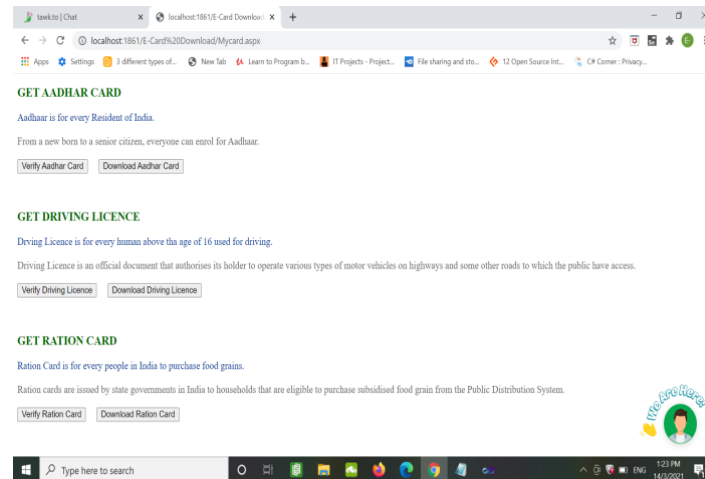 tawk.to | Chat
localhost:1861/E-Card Download
localhost:1861/E-Card%20Download/Mycard.aspx
Apps Settings 3 different types of... New Tab Learn to Program b... IT Projects - Project... File sharing and sto... 12 Open Source Int... C# Corner : Privacy...
GET AADHAR CARD
Aadhaar is for every Resident of India.
From a new born to a senior citizen, everyone can enrol for Aadhaar.
Verify Aadhar Card Download Aadhar Card
GET DRIVING LICENCE
Drving Licence is for every human above tha age of 16 used for driving.
Driving Licence is an official document that authorises its holder to operate various types of motor vehicles on highways and some other roads to which the public have access.
Verify Driving Licence Download Driving Licence
GET RATION CARD
Ration Card is for every people in India to purchase food grains.
Ration cards are issued by state governments in India to households that are eligible to purchase subsidised food grain from the Public Distribution System.
Verify Ration Card Download Ration Card
We Are Here!
Type here to search
ENG
1:23 PM
14/3/2021